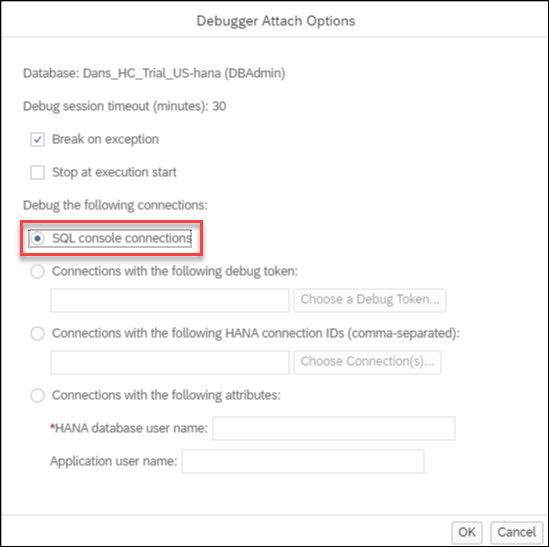 Debugger Attach Options
Database: Dans_HC_Trial_US-hana (DBAdmin)
Debug session timeout (minutes): 30
Break on exception
Stop at execution start
Debug the following connections:
SQL console connections
Connections with the following debug token:
Choose a Debug Token...
Connections with the following HANA connection IDs (comma-separated):
Choose Connection(s)...
Connections with the following attributes:
*HANA database user name:
Application user name:
OK Cancel